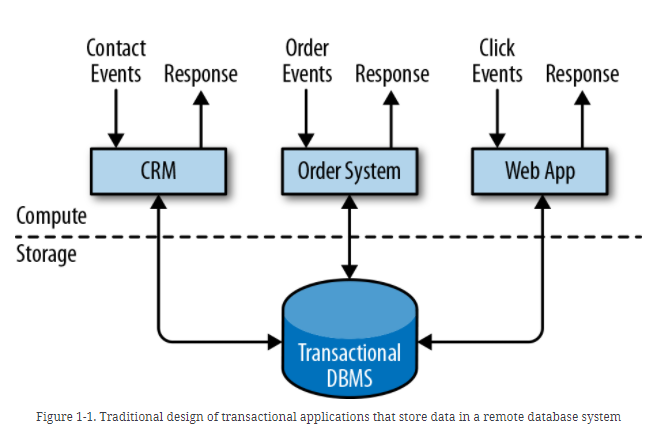 Contact
Events
Response
Order
Events
Response
Click
Events
Response
CRM
Order System
Web App
Compute
Storage
Transactional
DBMS
Figure 1-1. Traditional design of transactional applications that store data in a remote database system